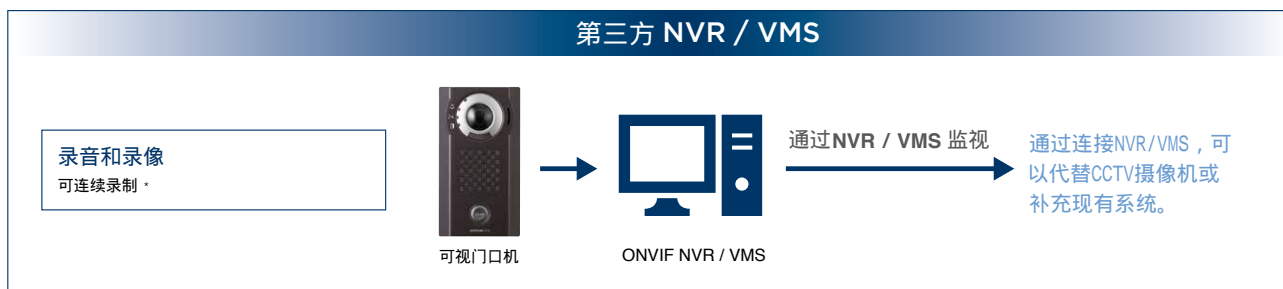 第三方 NVR / VMS
录音和录像
可连续录制 *
可视门口机
ONVIF NVR / VMS
通过NVR / VMS 监视
通过连接NVR/VMS，可
以代替CCTV摄像机或
补充现有系统。